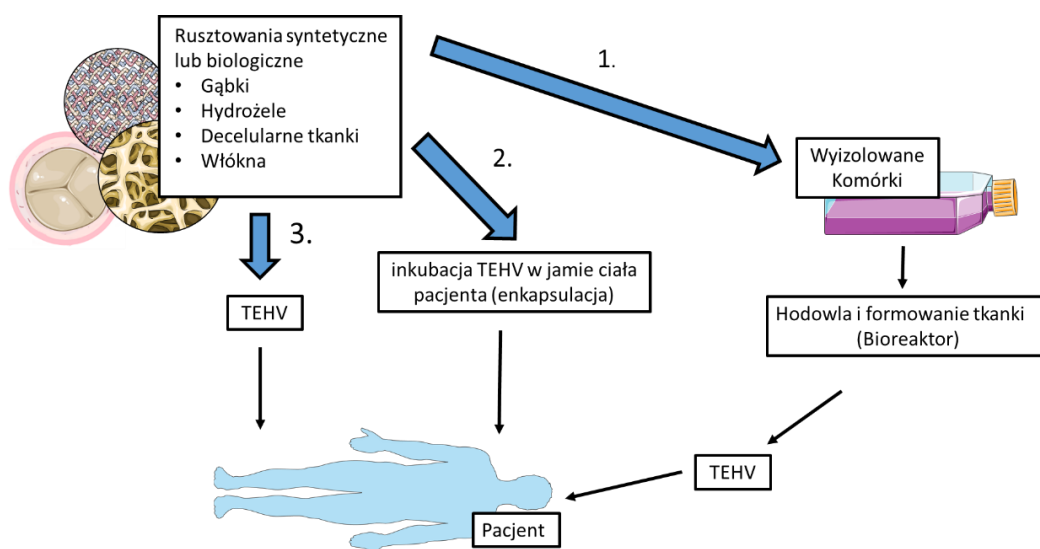 Rusztowania syntetyczne
lub biologiczne
• Gąbki
• Hydrożele
• Decelularne tkanki
• Włókna
1.
2.
3.
Wyizolowane
Komórki
inkubacja TEHV w jamie ciała
pacjenta (enkapsulacja)
TEHV
Hodowla i formowanie tkanki
(Bioreaktor)
TEHV
Pacjent